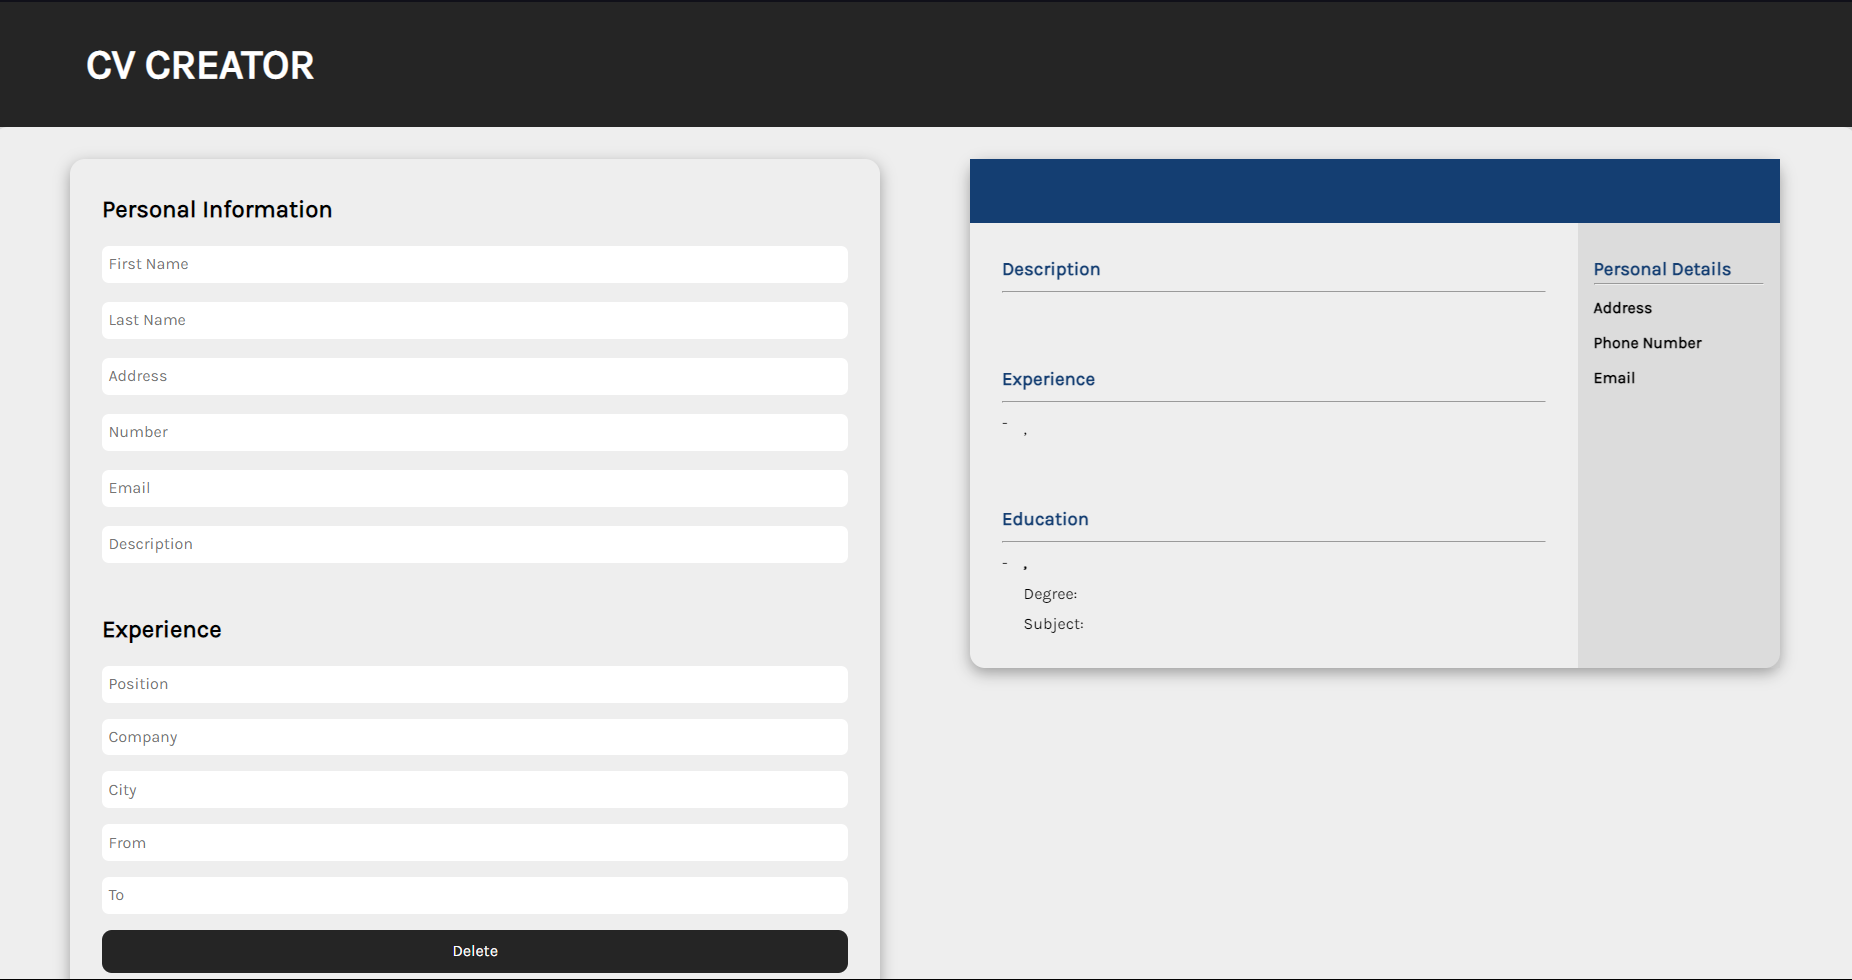 CV CREATOR
Personal Information
First Name
Last Name
Address
Number
Email
Description
Experience
Position
Company
City
From
To
Delete
Description
Experience
- ,
Education
- ,
Degree:
Subject:
Personal Details
Address
Phone Number
Email